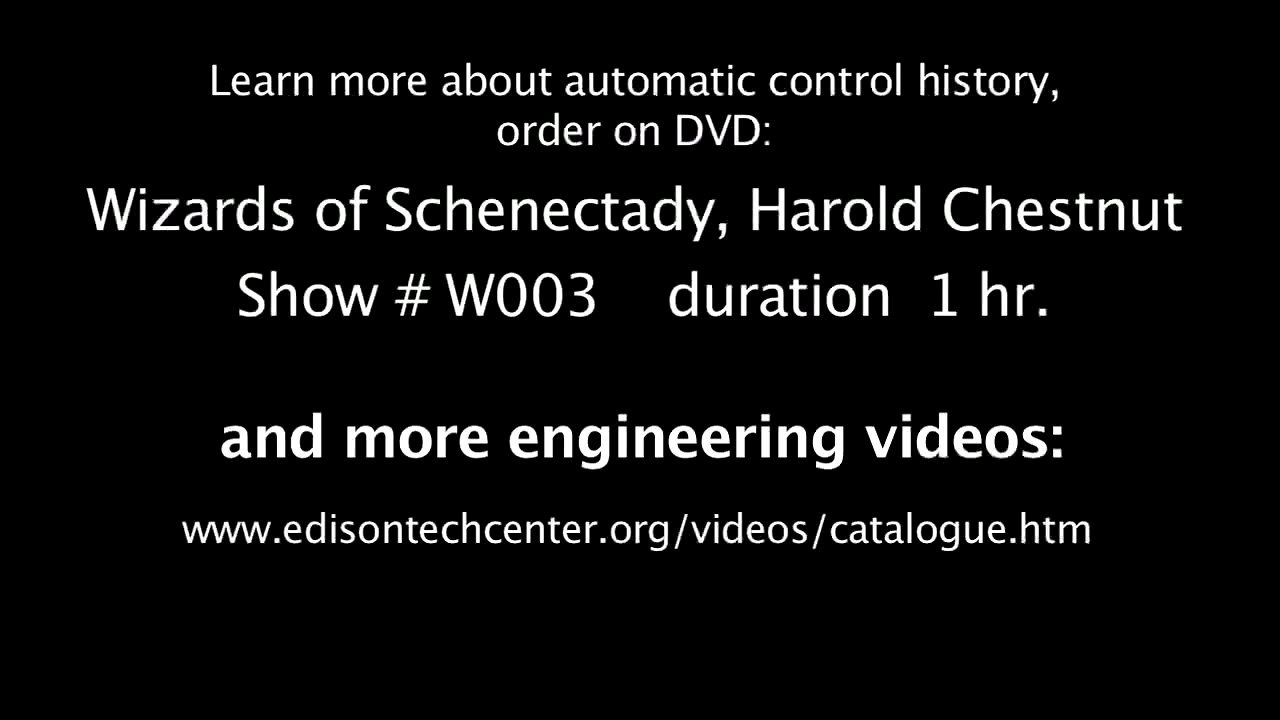 Learn more about automatic control history,
order on DVD:
Wizards of Schenectady, Harold Chestnut
Show # W003 duration 1 hr.
and more engineering videos:
www.edisontechcenter.org/videos/catalogue.htm